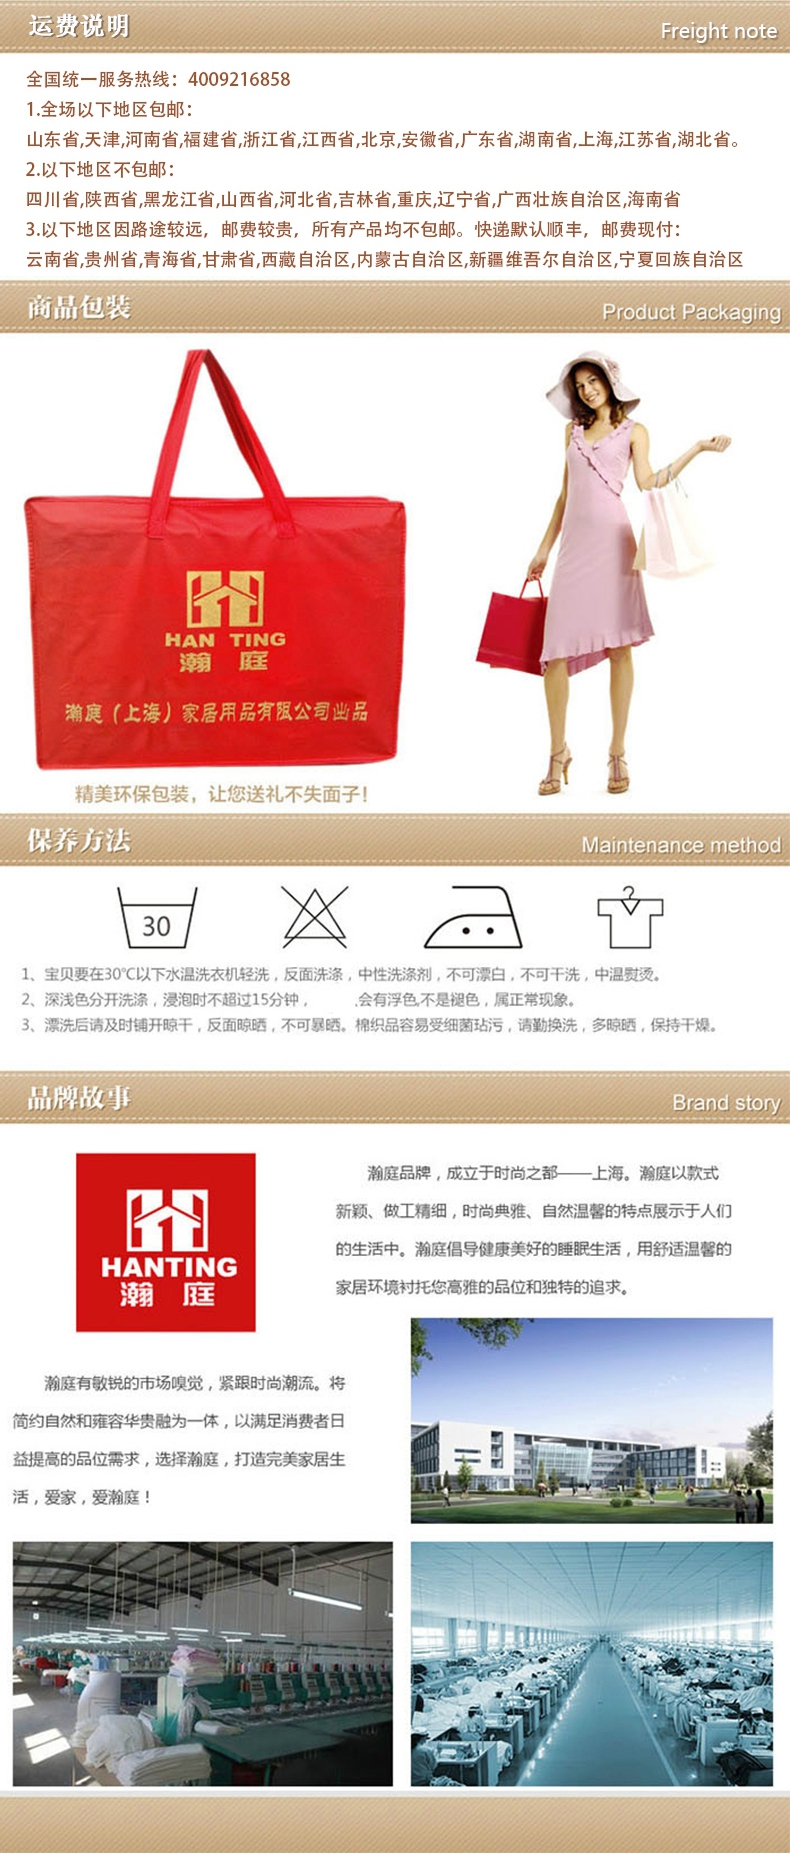 运费说明
Freight note
全国统一服务热线：4009216858
1.全场以下地区包邮：
山东省,天津,河南省,福建省,浙江省,江西省,北京,安徽省,广东省,湖南省,上海,江苏省,湖北省。
2.以下地区不包邮：
四川省,陕西省,黑龙江省,山西省,河北省,吉林省,重庆,辽宁省,广西壮族自治区,海南省
3.以下地区因路途较远，邮费较贵，所有产品均不包邮。快递默认顺丰，邮费现付：
云南省,贵州省,青海省,甘肃省,西藏自治区,内蒙古自治区,新疆维吾尔自治区,宁夏回族自治区
商品包装
Product Packaging
HAN TING
瀚 庭
瀚庭（上海）家居用品有限公司出品
精美环保包装，让您送礼不失面子！
保养方法
Maintenance method
30
1、宝贝要在30℃以下水温洗衣机轻洗，反面洗涤，中性洗涤剂，不可漂白，不可干洗，中温熨烫。
2、深浅色分开洗涤，浸泡时不超过15分钟， .会有浮色,不是褪色，属正常现象。
3、漂洗后请及时铺开晾干，反面晾晒，不可暴晒。棉织品容易受细菌玷污，请勤换洗，多晾晒，保持干燥。
品牌故事
Brand story
HANTING
瀚 庭
瀚庭品牌，成立于时尚之都——上海。瀚庭以款式
新颖、做工精细，时尚典雅、自然温馨的特点展示于人们
的生活中。瀚庭倡导健康美好的睡眠生活，用舒适温馨的
家居环境衬托您高雅的品位和独特的追求。
瀚庭有敏锐的市场嗅觉，紧跟时尚潮流。将
简约自然和雍容华贵融为一体，以满足消费者日
益提高的品位需求，选择瀚庭，打造完美家居生
活，爱家，爱瀚庭！